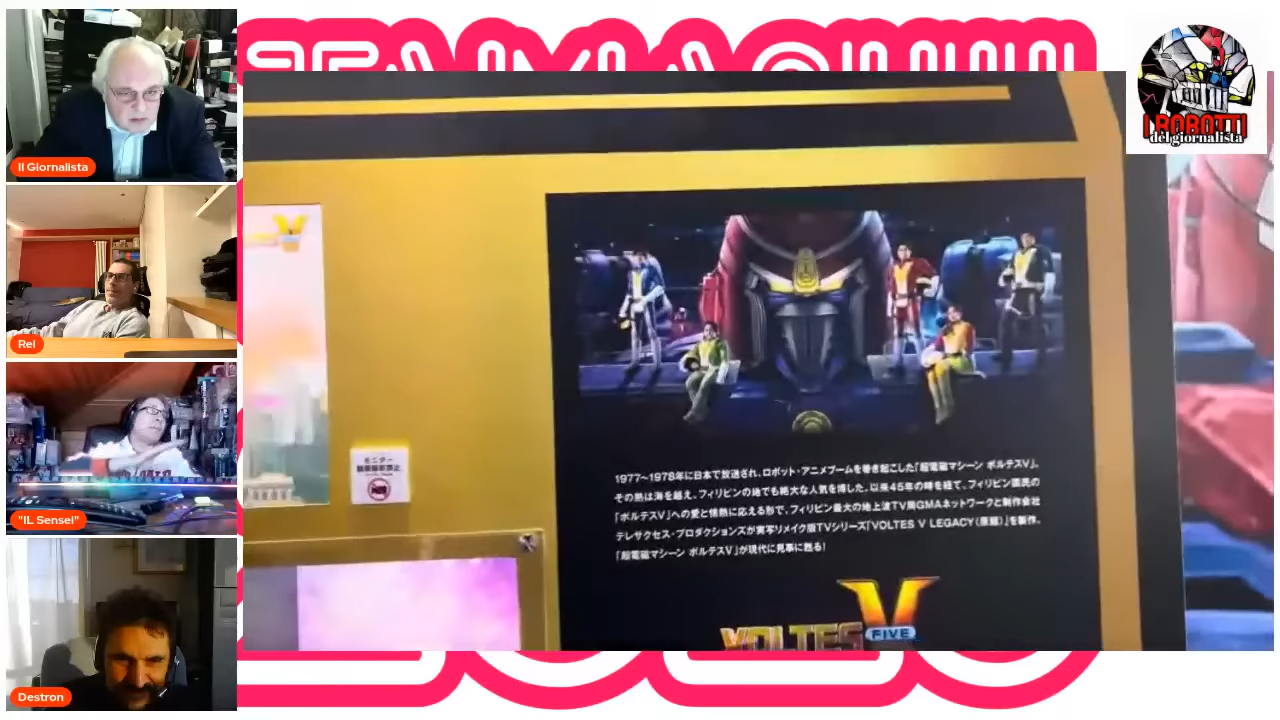 Il Giornalista
Rei
"IL Sensei"
Destron
I ROBOTTI
del giornalista
V
モニター
撮影禁止
1977~1978年に日本で放送され、ロボット・アニメブームを巻き起こした「超電磁マシーン ボルテスV」。
その熱は海を越え、フィリピンの地でも絶大な人気を博した。以来45年の時を経て、フィリピン国民の
「ボルテスV」への愛と情熱に応える形で、フィリピン最大の地上波TV局GMAネットワークと制作会社
テレサクセス・プロダクションズが実写リメイク版TVシリーズ「VOLTES V LEGACY(原題)」を製作。
「超電磁マシーン ボルテスV」が現代に見事に甦る!
VOLTES V
FIVE